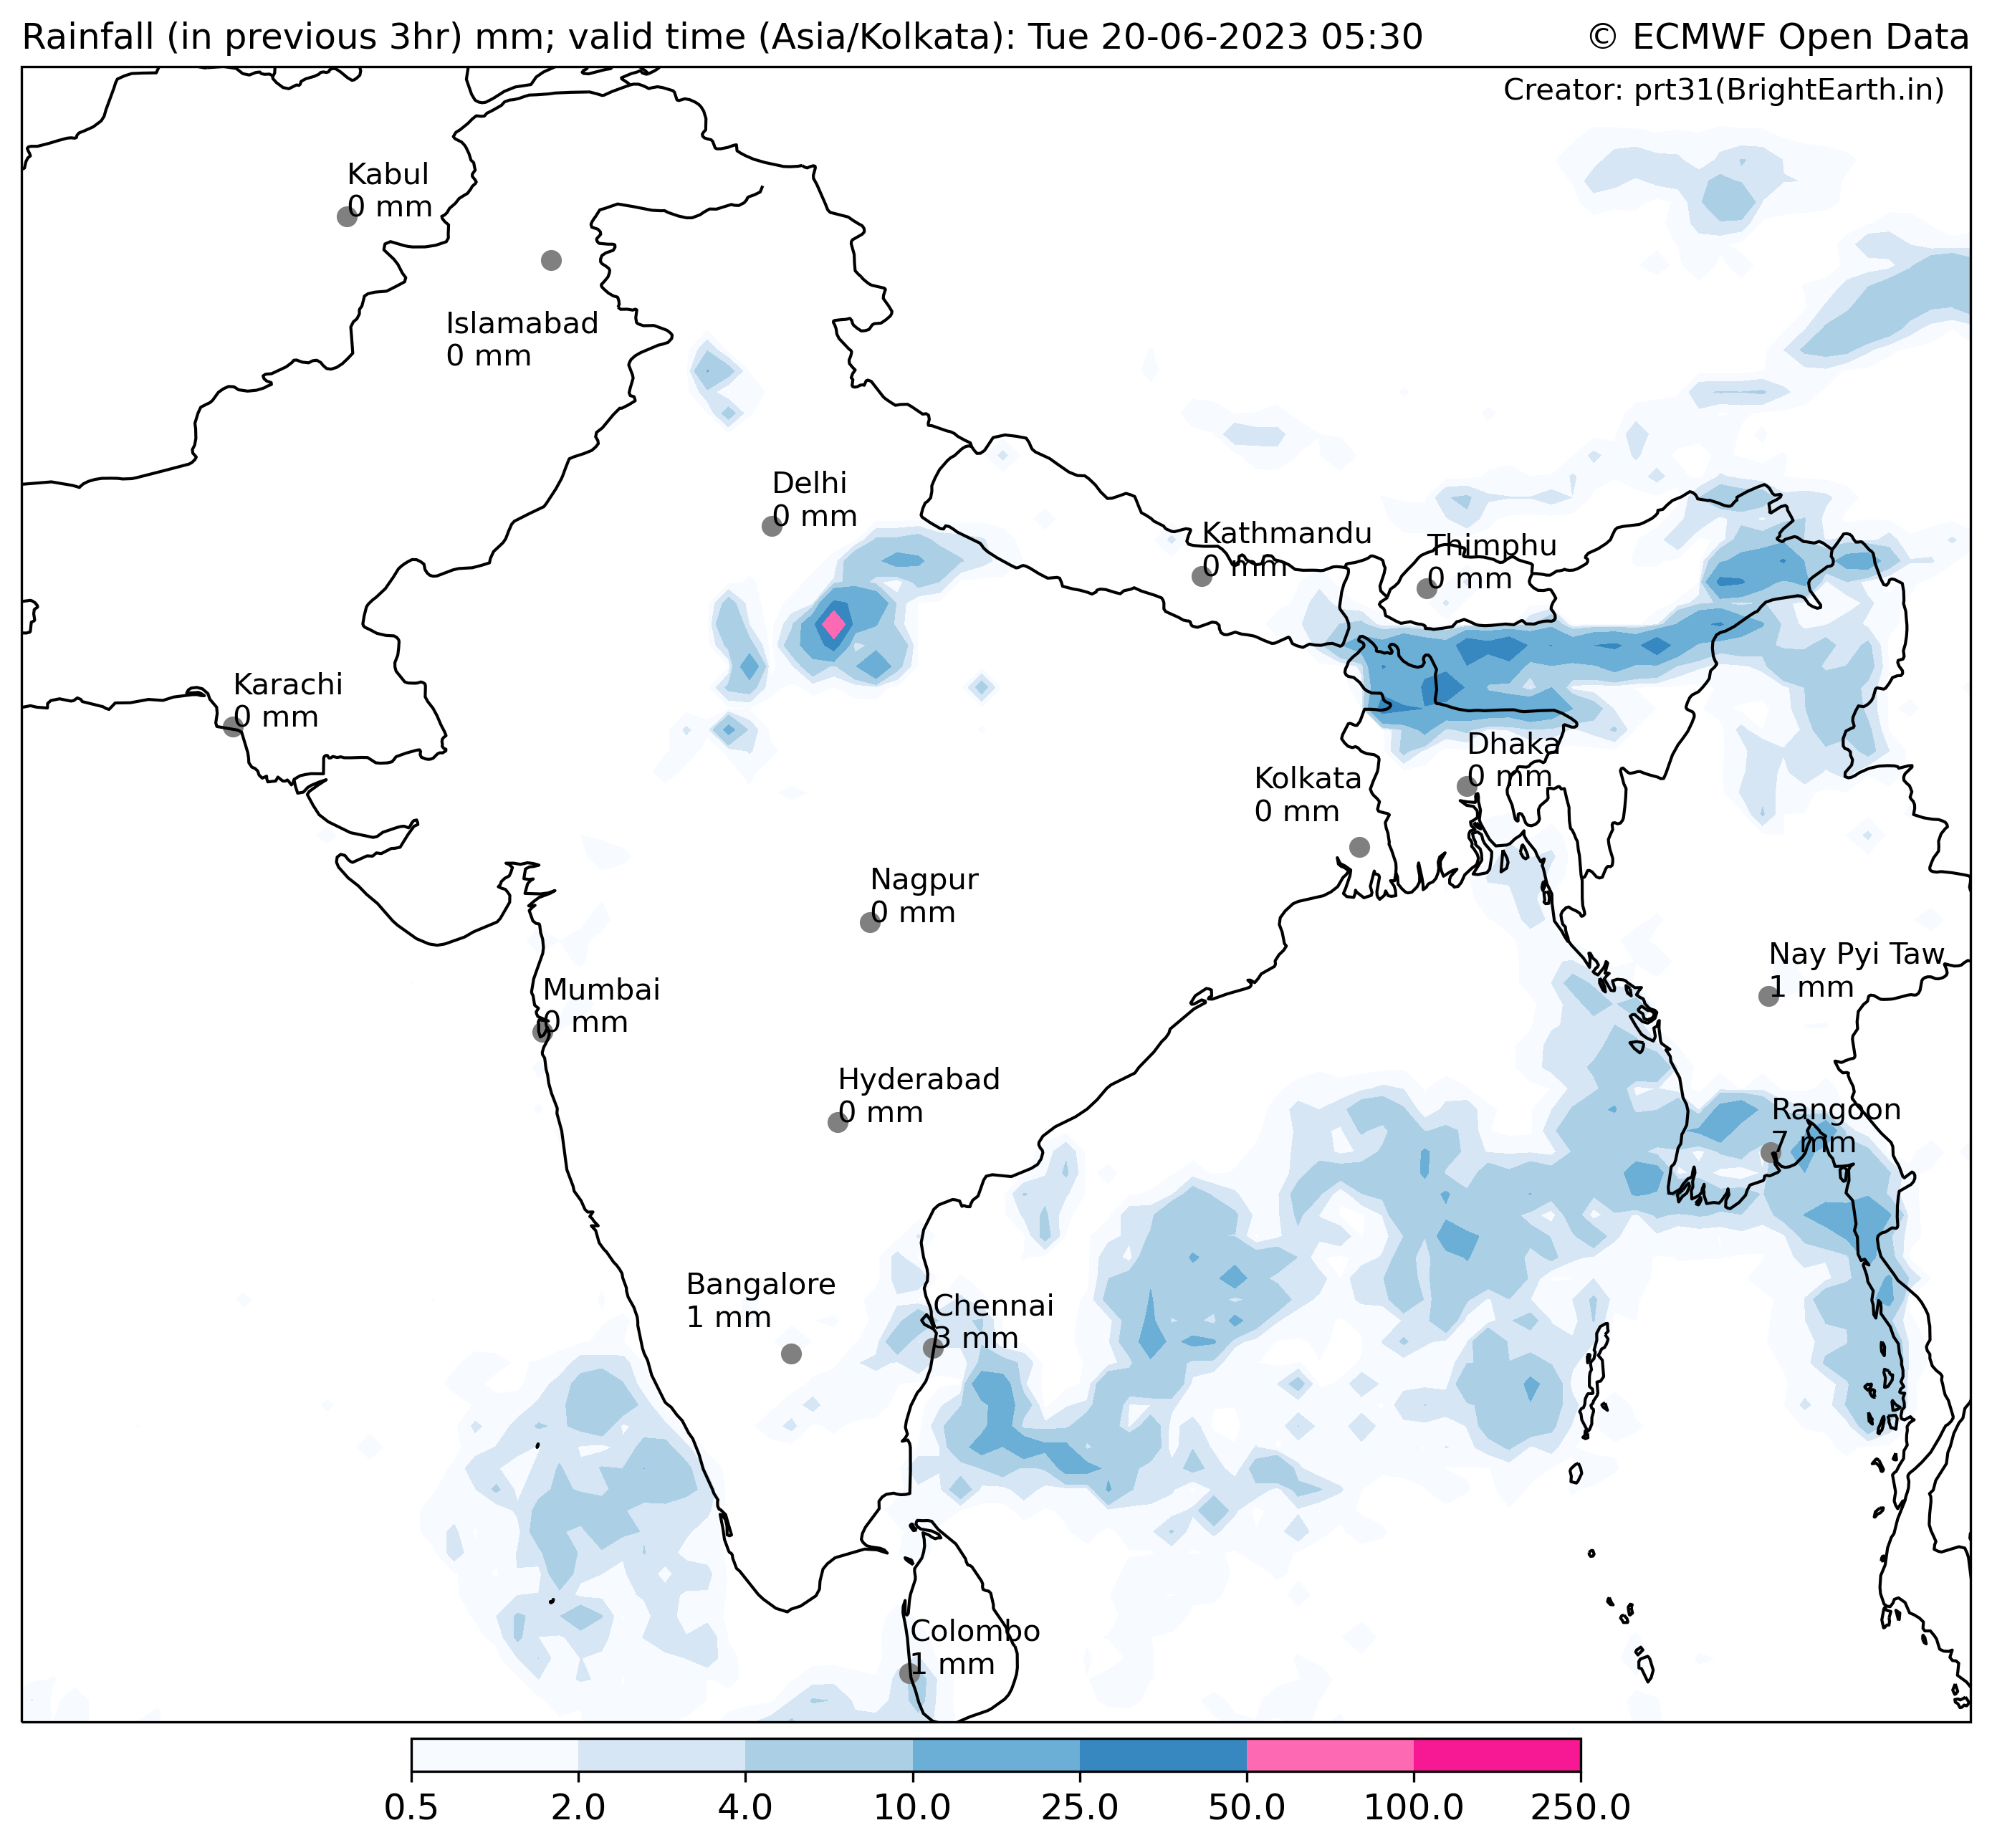 Rainfall (in previous 3hr) mm; valid time (Asia/Kolkata): Tue 20-06-2023 05:30
© ECMWF Open Data
Creator: prt31(BrightEarth.in)
Kabul
0 mm
Islamabad
0 mm
Delhi
0 mm
Kathmandu
0 mm
Thimphu
0 mm
Karachi
0 mm
Dhaka
0 mm
Kolkata
0 mm
Nagpur
0 mm
Nay Pyi Taw
1 mm
Mumbai
0 mm
Hyderabad
0 mm
Rangoon
7 mm
Bangalore
1 mm
Chennai
3 mm
Colombo
1 mm
0.5 2.0 4.0 10.0 25.0 50.0 100.0 250.0